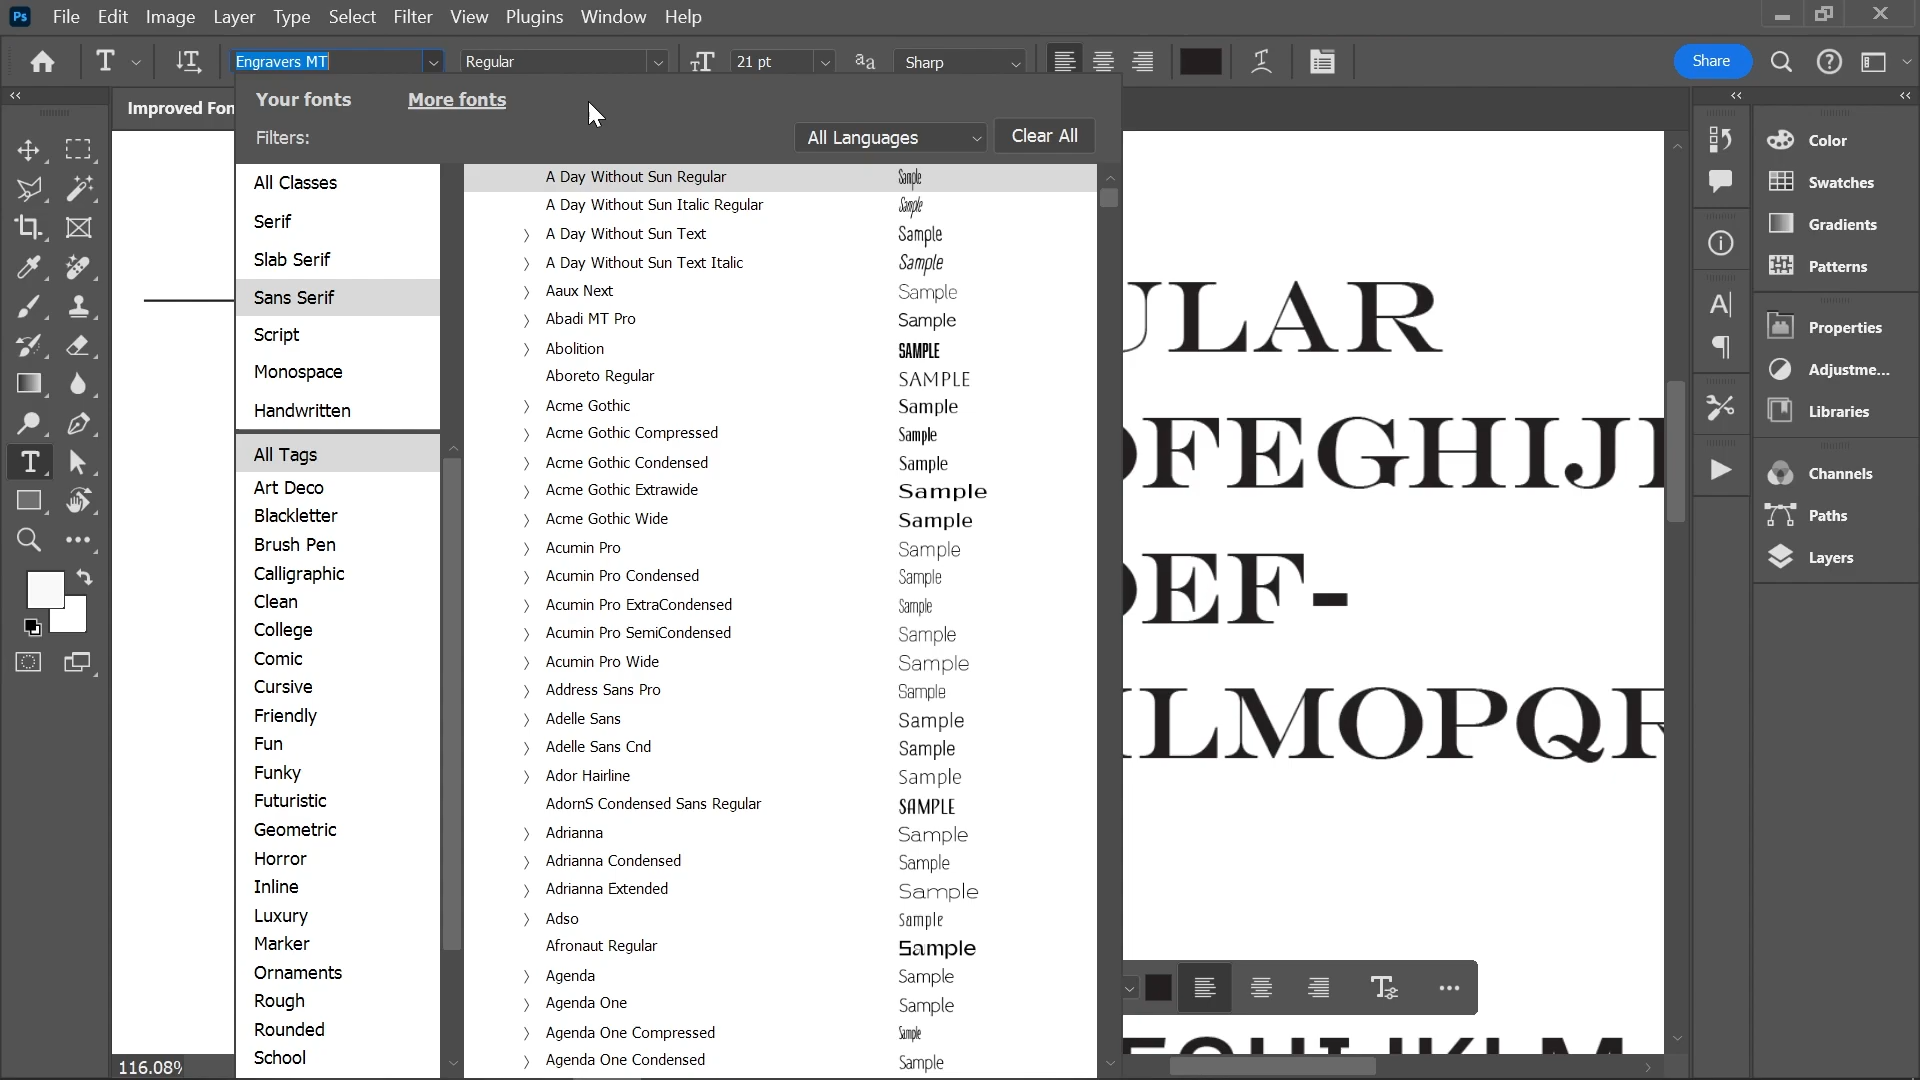 Ps File Edit Image Layer Type Select Filter View Plugins Window Help
T Engravers MT Regular 21 pt Sharp Share
Improved Fon
Your fonts More fonts
Filters: All Languages Clear All
All Classes
Serif
Slab Serif
Sans Serif
Script
Monospace
Handwritten
All Tags
Art Deco
Blackletter
Brush Pen
Calligraphic
Clean
College
Comic
Cursive
Friendly
Fun
Funky
Futuristic
Geometric
Horror
Inline
Luxury
Marker
Ornaments
Rough
Rounded
School
A Day Without Sun Regular Sample
A Day Without Sun Italic Regular Sample
A Day Without Sun Text Sample
A Day Without Sun Text Italic Sample
Aaux Next Sample
Abadi MT Pro Sample
Abolition SAMPLE
Aboreto Regular SAMPLE
Acme Gothic Sample
Acme Gothic Compressed Sample
Acme Gothic Condensed Sample
Acme Gothic Extrawide Sample
Acme Gothic Wide Sample
Acumin Pro Sample
Acumin Pro Condensed Sample
Acumin Pro ExtraCondensed Sample
Acumin Pro SemiCondensed Sample
Acumin Pro Wide Sample
Address Sans Pro Sample
Adelle Sans Sample
Adelle Sans Cnd Sample
Ador Hairline Sample
AdornS Condensed Sans Regular SAMPLE
Adrianna Sample
Adrianna Condensed Sample
Adrianna Extended Sample
Adso Sample
Afronaut Regular Sample
Agenda Sample
Agenda One Sample
Agenda One Compressed Sample
Agenda One Condensed Sample
ULAR
DFEGHIJ
DEF-
LMOPQR
Color
Swatches
Gradients
Patterns
Properties
Adjustme...
Libraries
Channels
Paths
Layers
116.08%